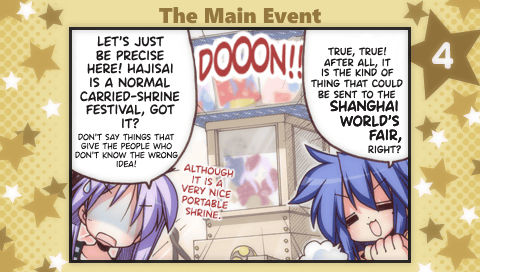 The Main Event
4
LET'S JUST
BE PRECISE
HERE! HAJISAI
IS A NORMAL
CARRIED-SHRINE
FESTIVAL, GOT
IT?
DON'T SAY THINGS THAT
GIVE THE PEOPLE WHO
DON'T KNOW THE WRONG
IDEA!
DOOON!!
TRUE, TRUE!
AFTER ALL, IT
IS THE KIND OF
THING THAT COULD
BE SENT TO THE
SHANGHAI
WORLD'S
FAIR,
RIGHT?
ALTHOUGH
IT IS A
VERY NICE
PORTABLE
SHRINE.